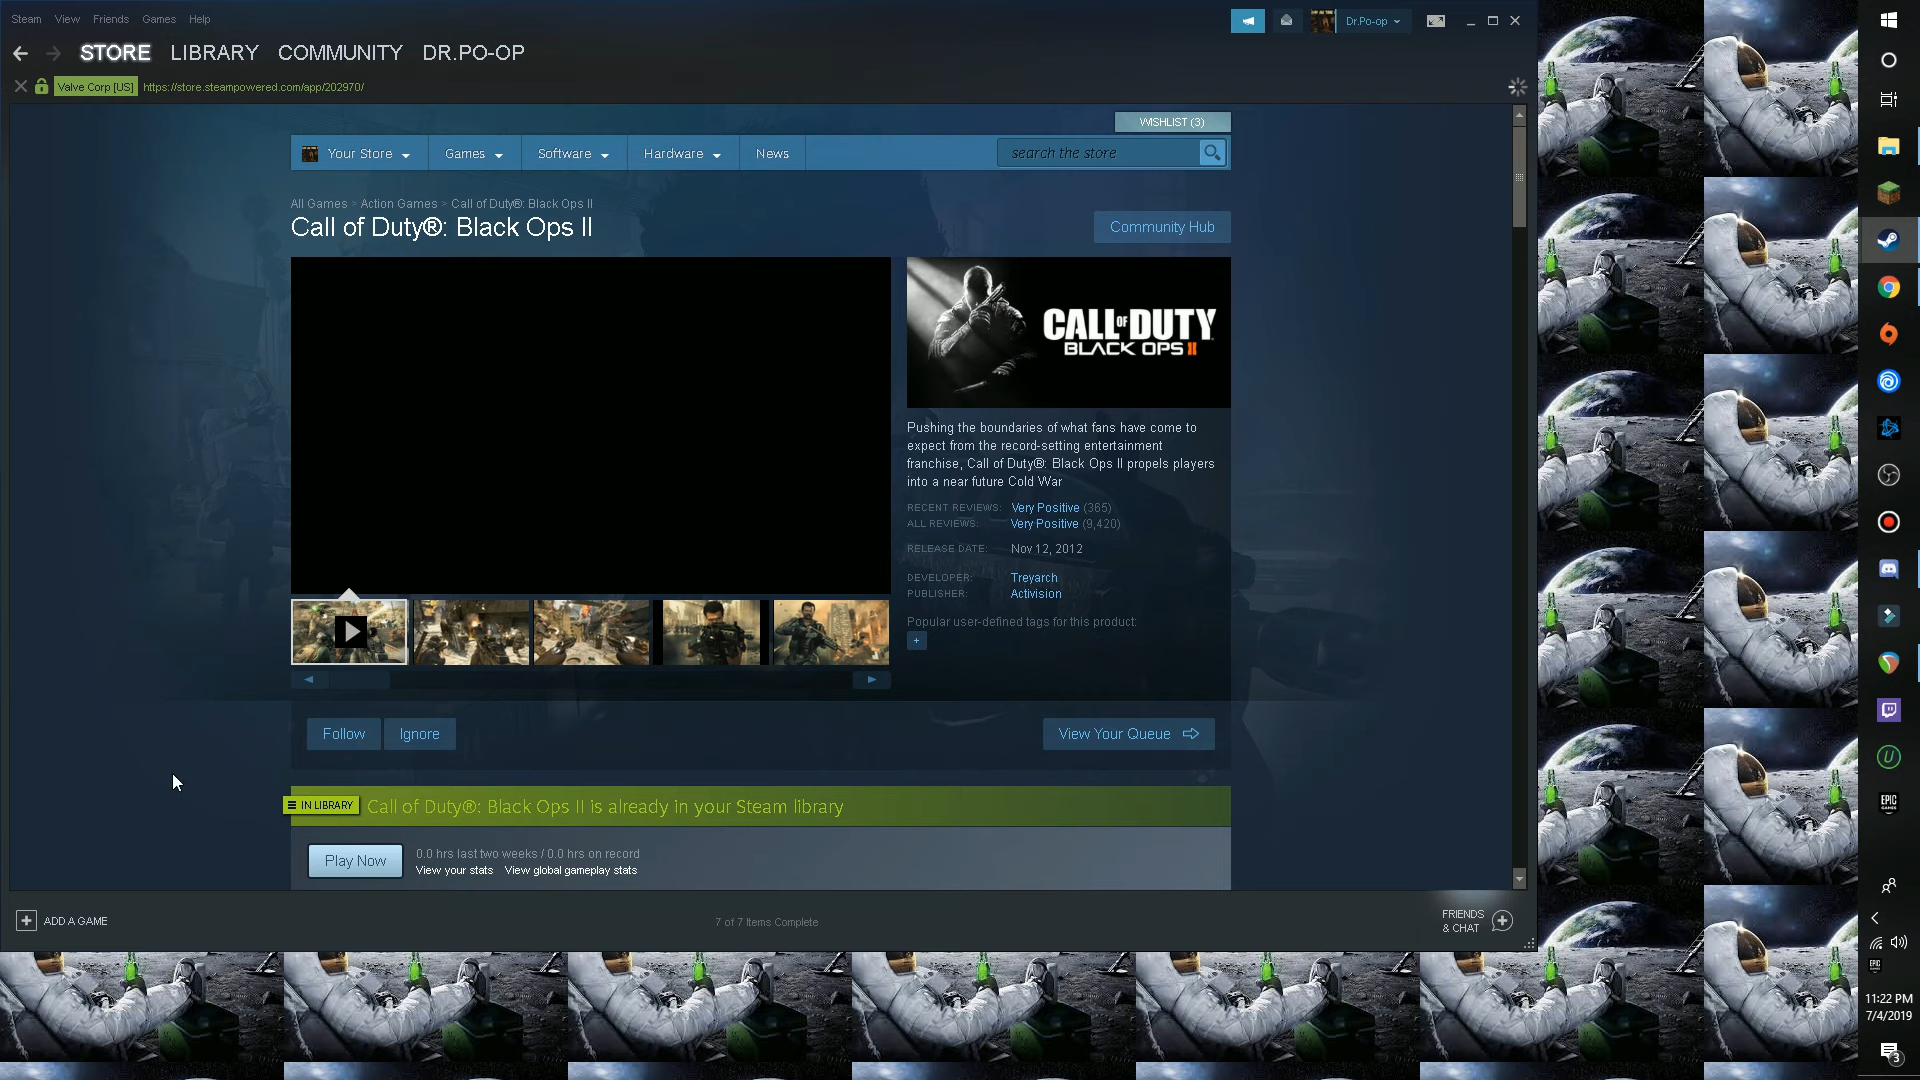 Steam View Friends Games Help
Dr.Po-op
STORE LIBRARY COMMUNITY DR.PO-OP
Valve Corp [US] https://store.steampowered.com/app/202970/
WISHLIST (3)
Your Store Games Software Hardware News search the store
All Games > Action Games > Call of Duty®: Black Ops II
Call of Duty®: Black Ops II
Community Hub
CALL OF DUTY
BLACK OPS II
Pushing the boundaries of what fans have come to
expect from the record-setting entertainment
franchise, Call of Duty®: Black Ops II propels players
into a near future Cold War
RECENT REVIEWS: Very Positive (365)
ALL REVIEWS: Very Positive (9,420)
RELEASE DATE: Nov 12, 2012
DEVELOPER: Treyarch
PUBLISHER: Activision
Popular user-defined tags for this product:
+
Follow Ignore View Your Queue
IN LIBRARY Call of Duty®: Black Ops II is already in your Steam library
Play Now
0.0 hrs last two weeks / 0.0 hrs on record
View your stats View global gameplay stats
ADD A GAME
7 of 7 Items Complete
FRIENDS
& CHAT
EPIC
GAMES
EPIC
11:22 PM
7/4/2019
3